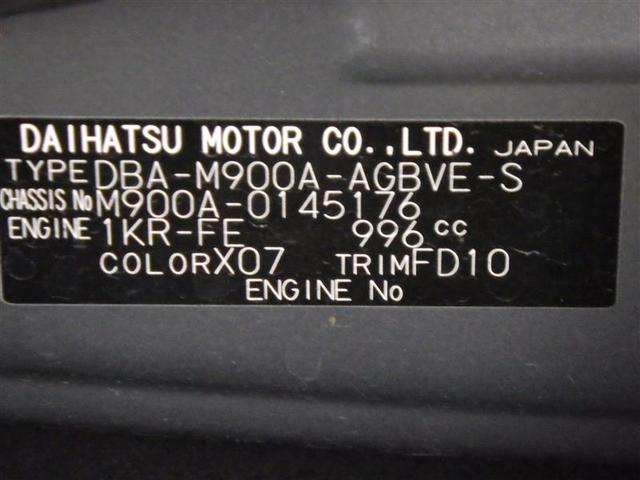 DAIHATSU MOTOR CO.,LTD. JAPAN
TYPE DBA-M900A-AGBVE-S
CHASSIS No M900A-0145176
ENGINE 1KR-FE 996 cc
COLOR X07 TRIM FD10
ENGINE No